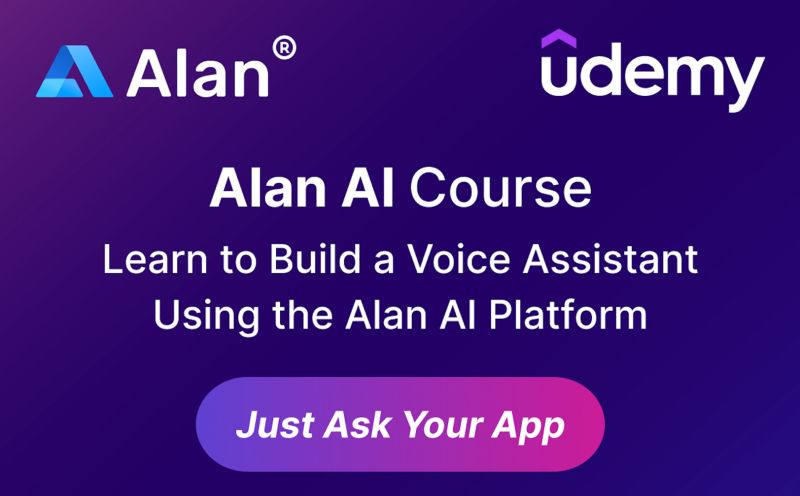 Alan®
udemy
Alan AI Course
Learn to Build a Voice Assistant
Using the Alan AI Platform
Just Ask Your App